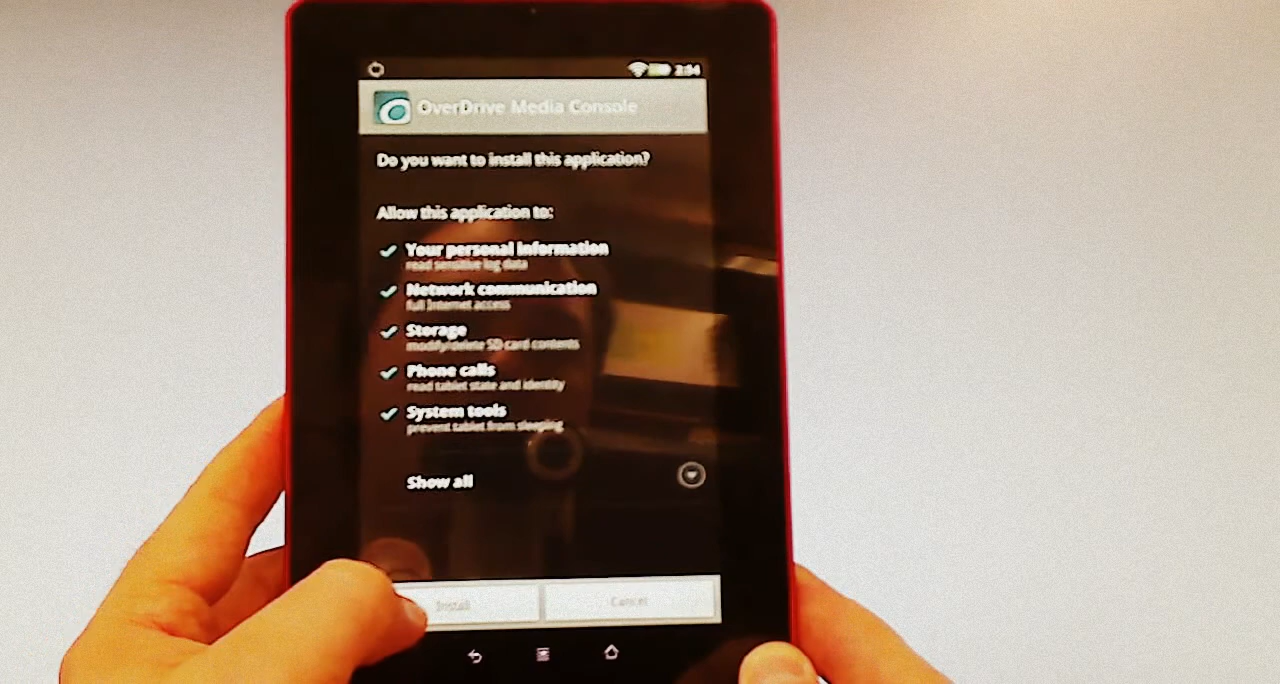 2:54
OverDrive Media Console
Do you want to install this application?
Allow this application to:
Your personal information
read sensitive log data
Network communication
full Internet access
Storage
modify/delete SD card contents
Phone calls
read tablet state and identity
System tools
prevent tablet from sleeping
Show all
Install
Cancel